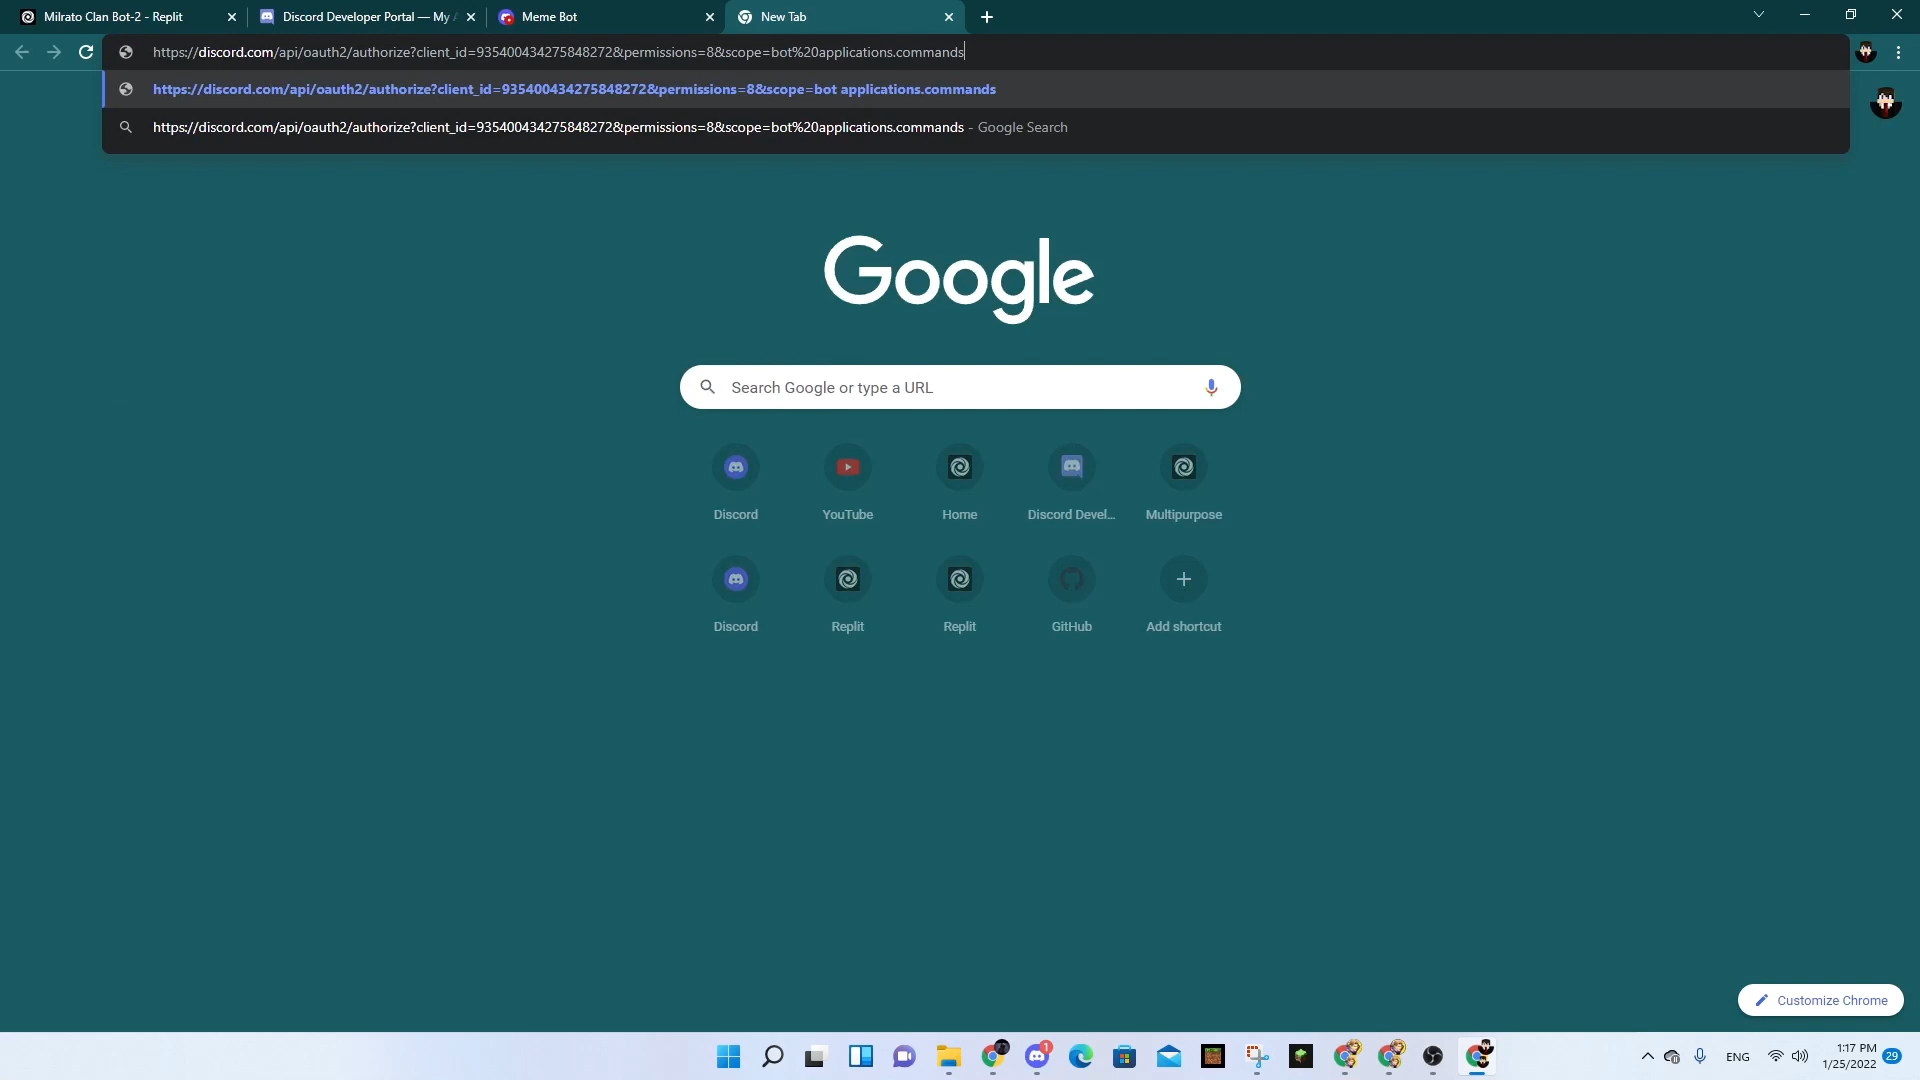 Milrato Clan Bot-2 - Replit
Discord Developer Portal — My A
Meme Bot
New Tab
https://discord.com/api/oauth2/authorize?client_id=935400434275848272&permissions=8&scope=bot%20applications.commands
https://discord.com/api/oauth2/authorize?client_id=935400434275848272&permissions=8&scope=bot applications.commands
https://discord.com/api/oauth2/authorize?client_id=935400434275848272&permissions=8&scope=bot%20applications.commands - Google Search
Google
Search Google or type a URL
Discord
YouTube
Home
Discord Devel...
Multipurpose
Discord
Replit
Replit
GitHub
Add shortcut
Customize Chrome
1
ENG
1:17 PM
1/25/2022
29